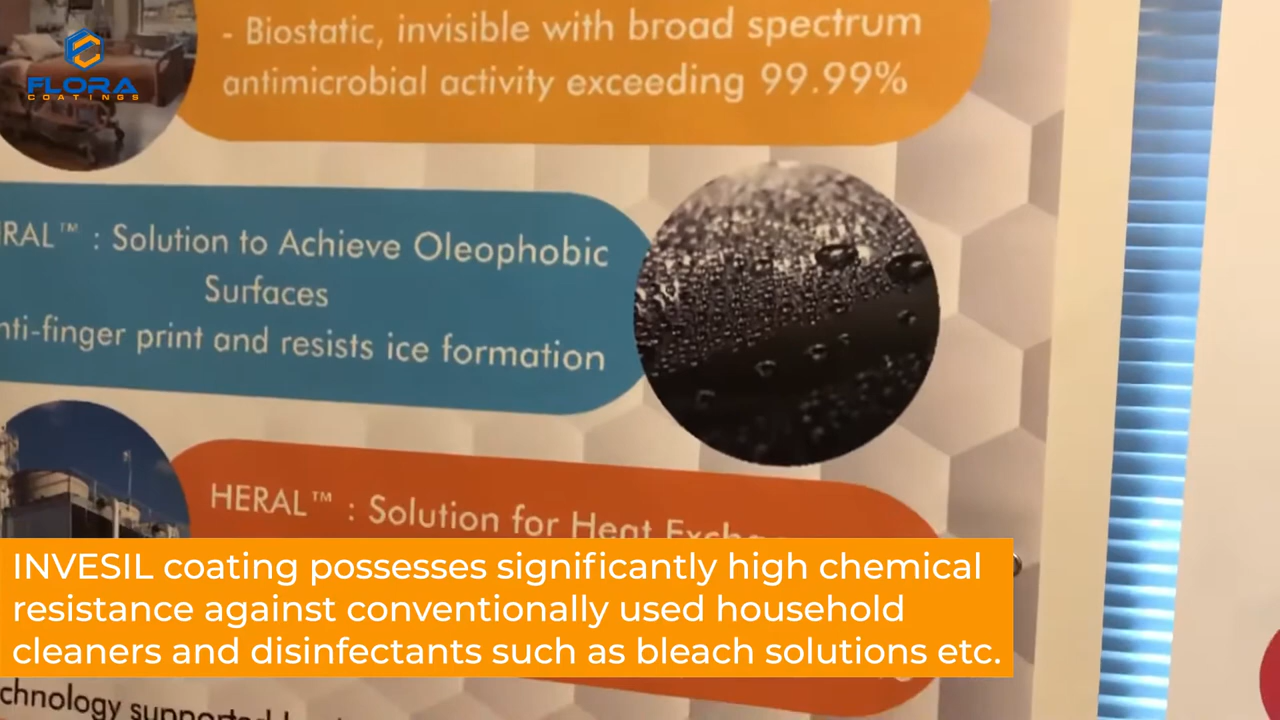 - Biostatic, invisible with broad spectrum
antimicrobial activity exceeding 99.99%
FLORA
COATINGS
RAL™ : Solution to Achieve Oleophobic
Surfaces
nti-finger print and resists ice formation
HERAL™ : Solution for Heat
INVESIL coating possesses significantly high chemical
resistance against conventionally used household
cleaners and disinfectants such as bleach solutions etc.
chnology supported